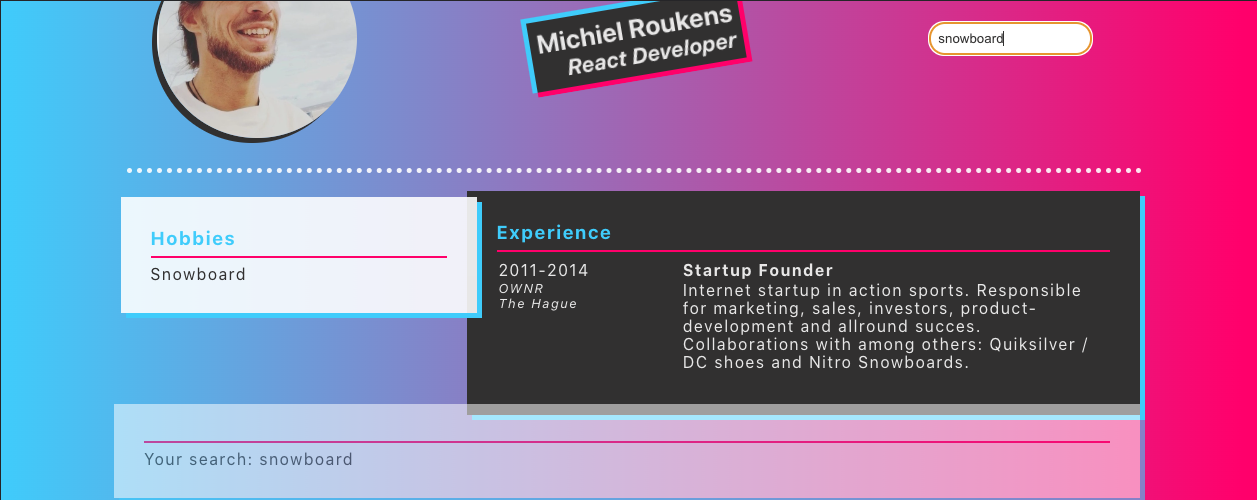 Michiel Roukens
React Developer
snowboard
Hobbies
Snowboard
Experience
2011-2014
OWNR
The Hague
Startup Founder
Internet startup in action sports. Responsible
for marketing, sales, investors, product-
development and allround succes.
Collaborations with among others: Quiksilver /
DC shoes and Nitro Snowboards.
Your search: snowboard